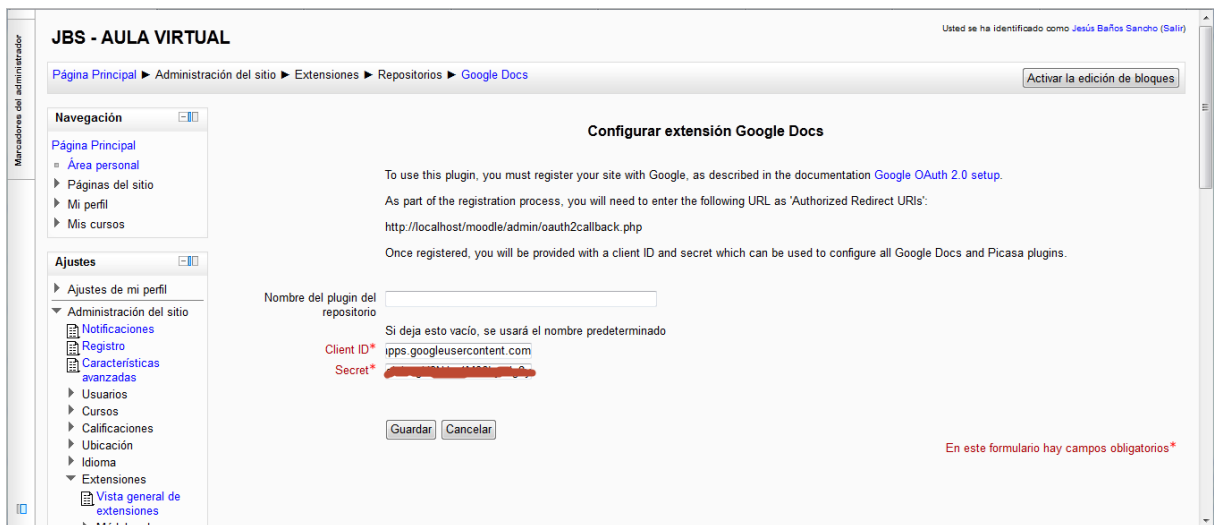 Marcadores del administrador
JBS - AULA VIRTUAL
Usted se ha identificado como Jesús Baños Sancho (Salir)
Página Principal ► Administración del sitio ► Extensiones ► Repositorios ► Google Docs
Activar la edición de bloques
Navegación
Página Principal
Área personal
Páginas del sitio
Mi perfil
Mis cursos
Ajustes
Ajustes de mi perfil
Administración del sitio
Notificaciones
Registro
Características
avanzadas
Usuarios
Cursos
Calificaciones
Ubicación
Idioma
Extensiones
Vista general de
extensiones
Configurar extensión Google Docs
To use this plugin, you must register your site with Google, as described in the documentation Google OAuth 2.0 setup.
As part of the registration process, you will need to enter the following URL as 'Authorized Redirect URIs':
http://localhost/moodle/admin/oauth2callback.php
Once registered, you will be provided with a client ID and secret which can be used to configure all Google Docs and Picasa plugins.
Nombre del plugin del
repositorio
Si deja esto vacío, se usará el nombre predeterminado
Client ID* apps.googleusercontent.com
Secret*
Guardar Cancelar
En este formulario hay campos obligatorios*